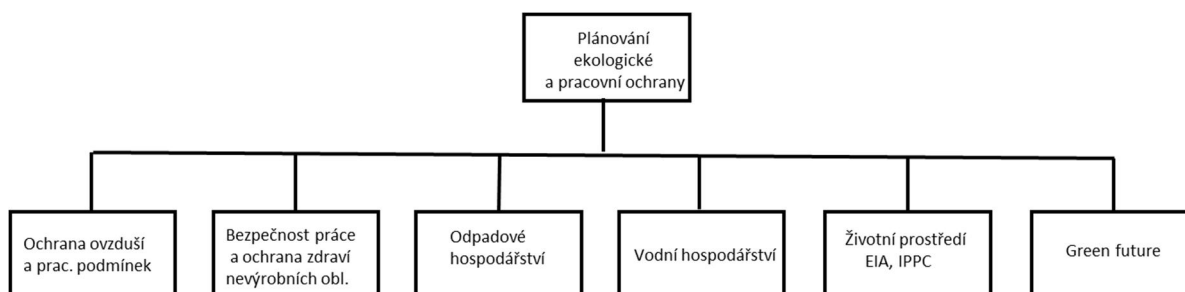 Plánování
ekologické
a pracovní ochrany
Ochrana ovzduší
a prac. podmínek
Bezpečnost práce
a ochrana zdraví
nevýrobních obl.
Odpadové
hospodářství
Vodní hospodářství
Životní prostředí
EIA, IPPC
Green future